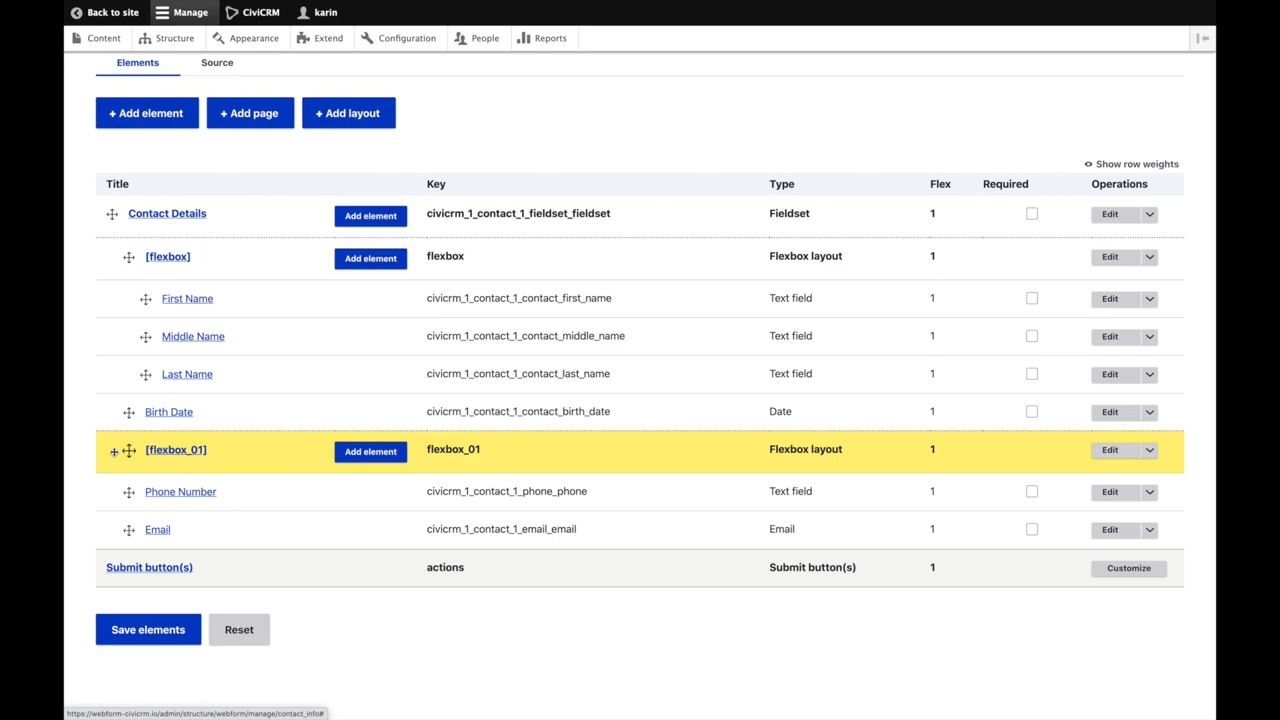 Back to site Manage CiviCRM karin
Content Structure Appearance Extend Configuration People Reports
Elements Source
+ Add element + Add page + Add layout
Show row weights
Title Key Type Flex Required Operations
Contact Details Add element civicrm_1_contact_1_fieldset_fieldset Fieldset 1 Edit
[flexbox] Add element flexbox Flexbox layout 1 Edit
First Name civicrm_1_contact_1_contact_first_name Text field 1 Edit
Middle Name civicrm_1_contact_1_contact_middle_name Text field 1 Edit
Last Name civicrm_1_contact_1_contact_last_name Text field 1 Edit
Birth Date civicrm_1_contact_1_contact_birth_date Date 1 Edit
[flexbox_01] Add element flexbox_01 Flexbox layout 1 Edit
Phone Number civicrm_1_contact_1_phone_phone Text field 1 Edit
Email civicrm_1_contact_1_email_email Email 1 Edit
Submit button(s) actions Submit button(s) 1 Customize
Save elements Reset
https://webform-civicrm.io/admin/structure/webform/manage/contact_info#